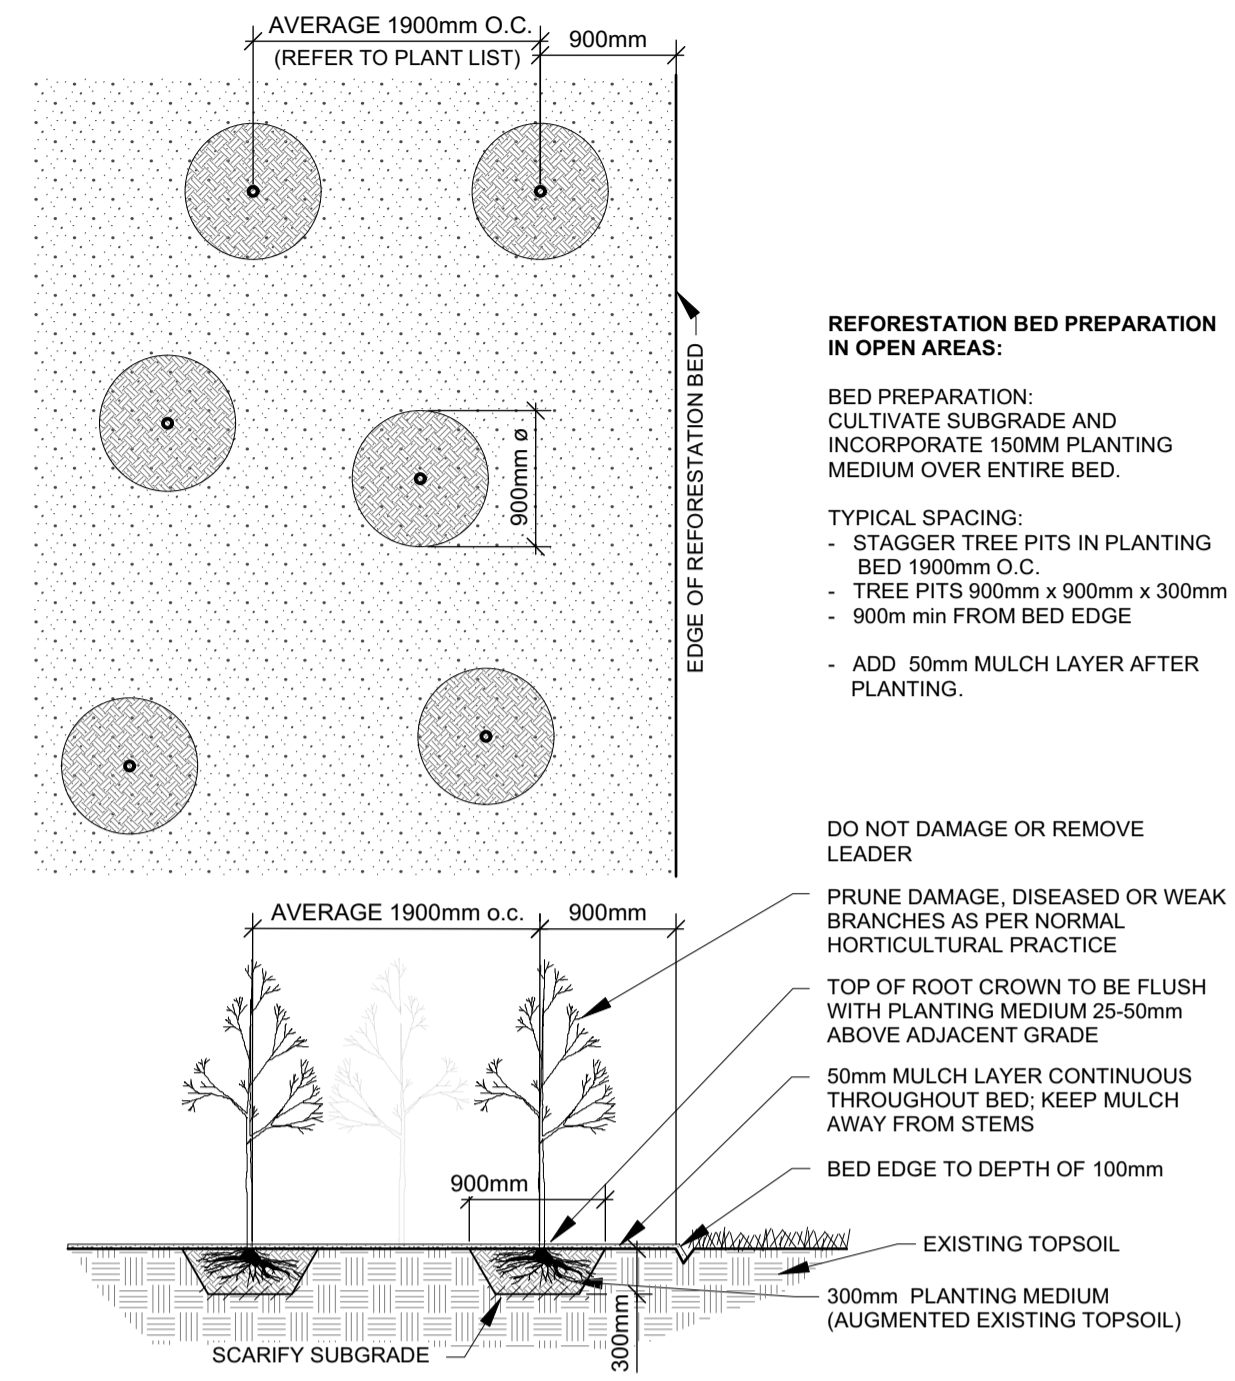 AVERAGE 1900mm O.C.
(REFER TO PLANT LIST)
900mm
900mm ø
EDGE OF REFORESTATION BED
REFORESTATION BED PREPARATION
IN OPEN AREAS:
BED PREPARATION:
CULTIVATE SUBGRADE AND
INCORPORATE 150MM PLANTING
MEDIUM OVER ENTIRE BED.
TYPICAL SPACING:
- STAGGER TREE PITS IN PLANTING
BED 1900mm O.C.
- TREE PITS 900mm x 900mm x 300mm
- 900m min FROM BED EDGE
- ADD 50mm MULCH LAYER AFTER
PLANTING.
AVERAGE 1900mm o.c.
900mm
900mm
300mm
SCARIFY SUBGRADE
DO NOT DAMAGE OR REMOVE
LEADER
PRUNE DAMAGE, DISEASED OR WEAK
BRANCHES AS PER NORMAL
HORTICULTURAL PRACTICE
TOP OF ROOT CROWN TO BE FLUSH
WITH PLANTING MEDIUM 25-50mm
ABOVE ADJACENT GRADE
50mm MULCH LAYER CONTINUOUS
THROUGHOUT BED; KEEP MULCH
AWAY FROM STEMS
BED EDGE TO DEPTH OF 100mm
EXISTING TOPSOIL
300mm PLANTING MEDIUM
(AUGMENTED EXISTING TOPSOIL)